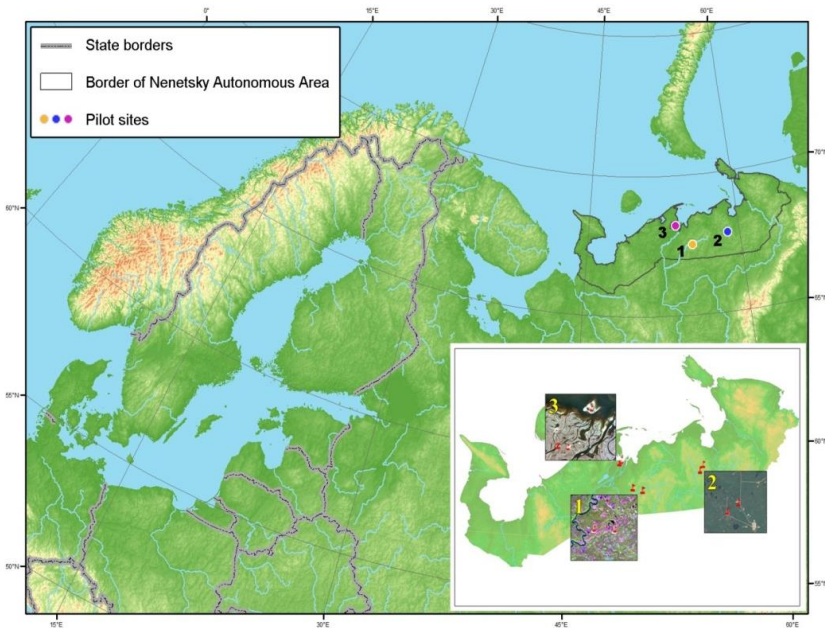 0° 15°E 30°E 45°E 60°E
State borders
Border of Nenetsky Autonomous Area
Pilot sites
70°N
60°N
3
2
1
65°N
55°N
3
60°N
2
1
50°N
55°N
15°E 30°E 45°E 60°E